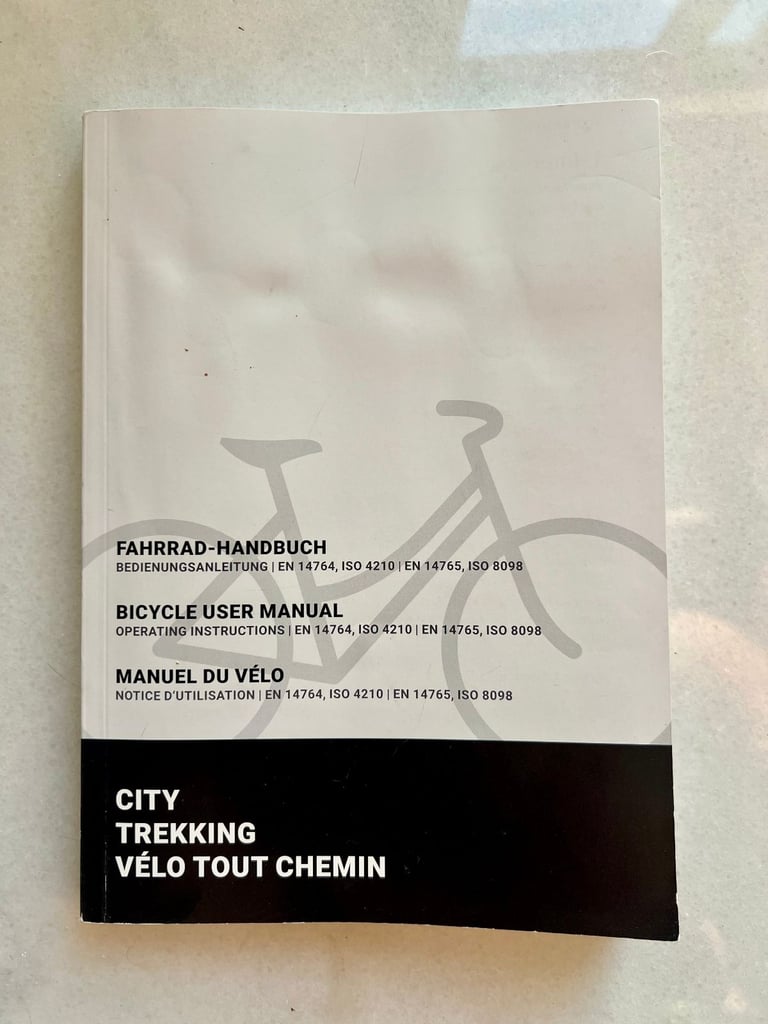 FAHRRAD-HANDBUCH
BEDIENUNGSANLEITUNG | EN 14764, ISO 4210 | EN 14765, ISO 8098
BICYCLE USER MANUAL
OPERATING INSTRUCTIONS | EN 14764, ISO 4210 | EN 14765, ISO 8098
MANUEL DU VÉLO
NOTICE D‘UTILISATION | EN 14764, ISO 4210 | EN 14765, ISO 8098
CITY
TREKKING
VÉLO TOUT CHEMIN